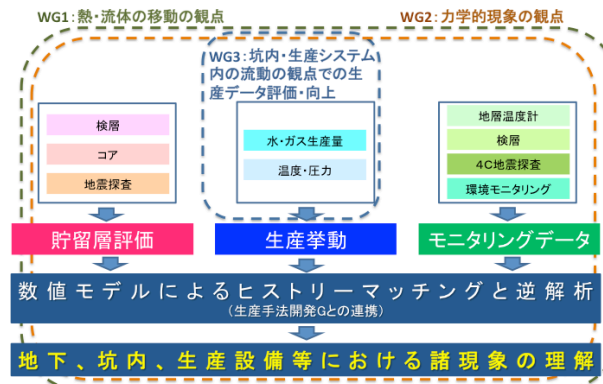 WG1：熱・流体の移動の観点
WG2：力学的現象の観点
WG3：坑内・生産システム
内の流動の観点での生
産データ評価・向上
検層
コア
地震探査
水・ガス生産量
温度・圧力
地層温度計
検層
4C地震探査
環境モニタリング
貯留層評価
生産挙動
モニタリングデータ
数値モデルによるヒストリーマッチングと逆解析
（生産手法開発Gとの連携）
地下、坑内、生産設備等における諸現象の理解